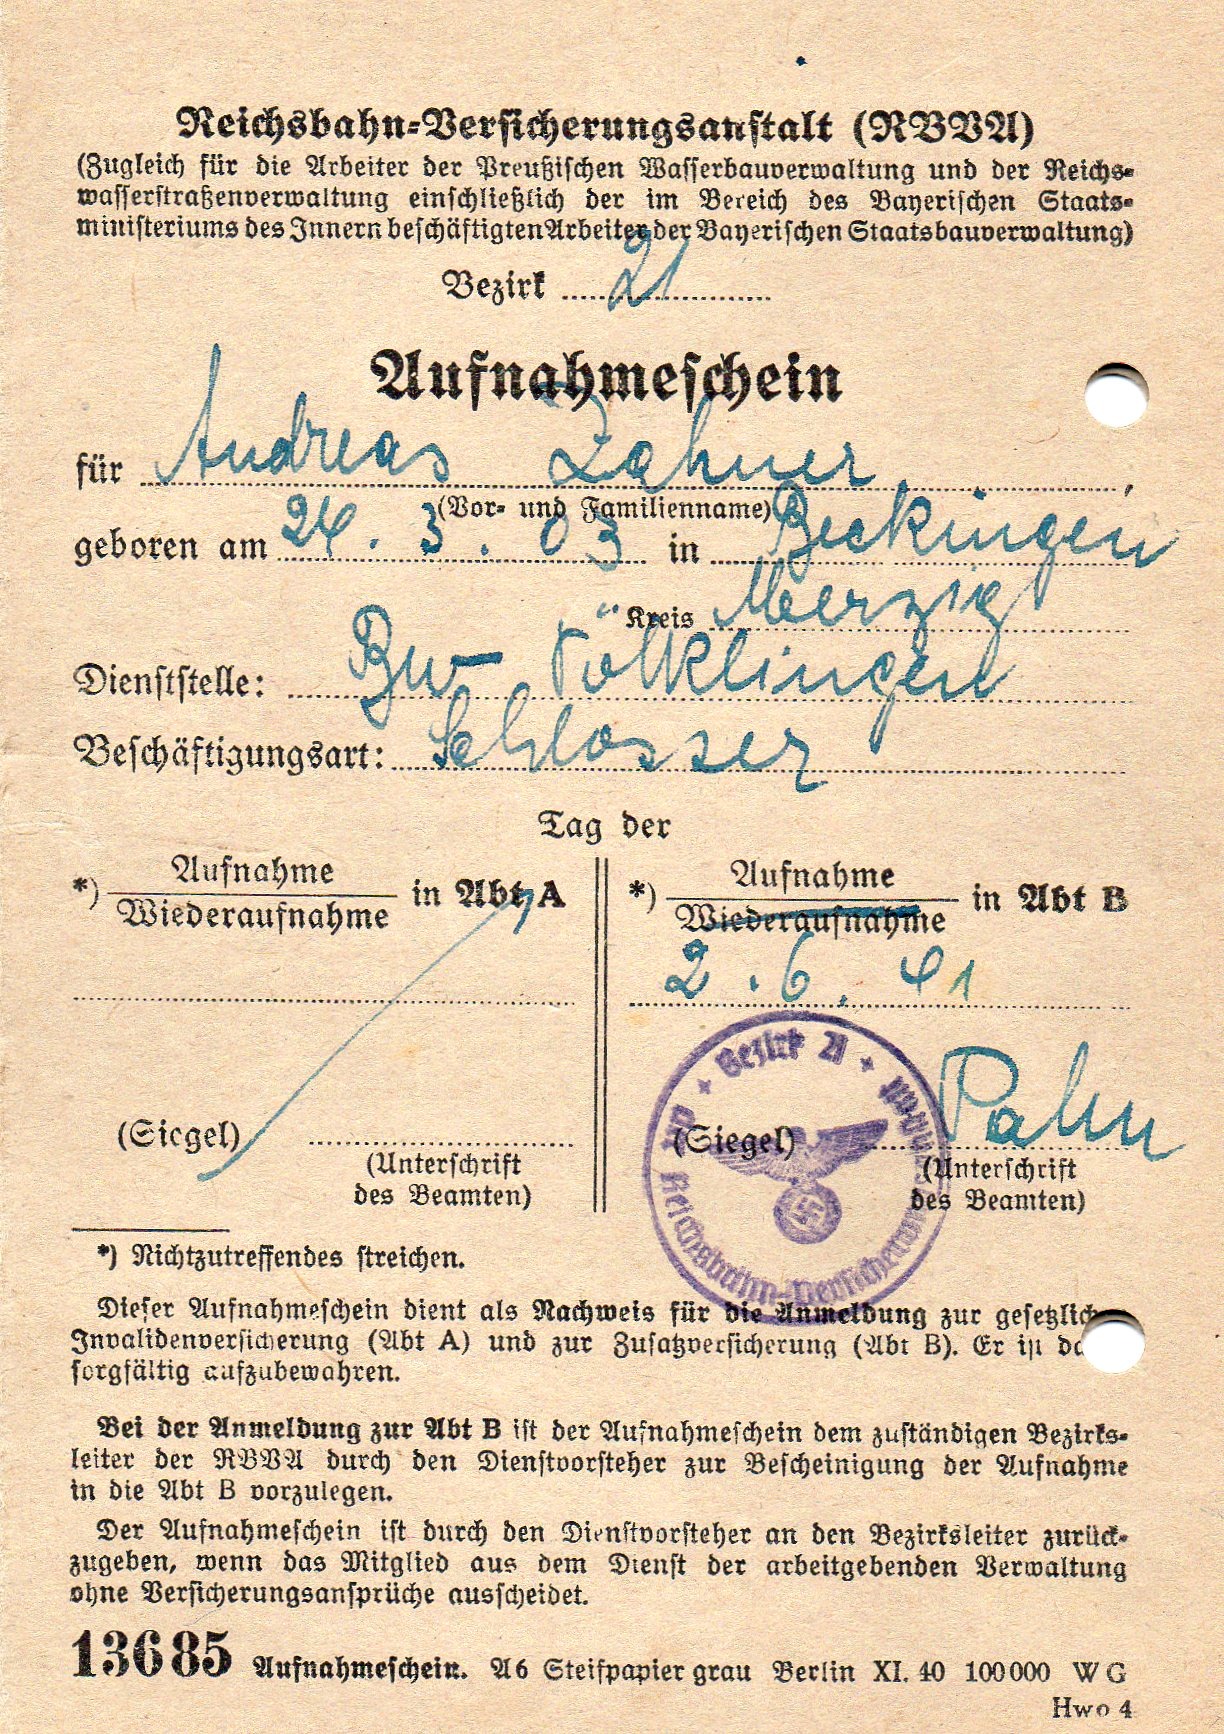 Reichsbahn-Versicherungsanstalt (RBVA)
(Zugleich für die Arbeiter der Preußischen Wasserbauverwaltung und der Reichs-
wasserstraßenverwaltung einschließlich der im Bereich des Bayerischen Staats-
ministeriums des Innern beschäftigten Arbeiter der Bayerischen Staatsbauverwaltung)
Bezirk 21
Aufnahmeschein
für Andreas Zahner,
(Vor- und Familienname)
geboren am 24. 3. 03 in Beckingen
Kreis Merzig
Dienststelle: Bw- Völklingen
Beschäftigungsart: Schlosser
Tag der
*) Aufnahme
Wiederaufnahme in Abt A
*) Aufnahme
Wiederaufnahme in Abt B
2. 6. 41
Bezirk 21
Reichsbahn-Versicherungs
(Siegel)
(Unterschrift
des Beamten)
(Siegel)
(Unterschrift
des Beamten)
*) Nichtzutreffendes streichen.
Dieser Aufnahmeschein dient als Nachweis für die Anmeldung zur gesetzlich
Invalidenversicherung (Abt A) und zur Zusatzversicherung (Abt B). Er ist da
sorgfältig aufzubewahren.
Bei der Anmeldung zur Abt B ist der Aufnahmeschein dem zuständigen Bezirks-
leiter der RBVA durch den Dienstvorsteher zur Bescheinigung der Aufnahme
in die Abt B vorzulegen.
Der Aufnahmeschein ist durch den Dienstvorsteher an den Bezirksleiter zurück-
zugeben, wenn das Mitglied aus dem Dienst der arbeitgebenden Verwaltung
ohne Versicherungsansprüche ausscheidet.
13685 Aufnahmeschein. A6 Steifpapier grau Berlin XI. 40 100000 WG
Hwo 4